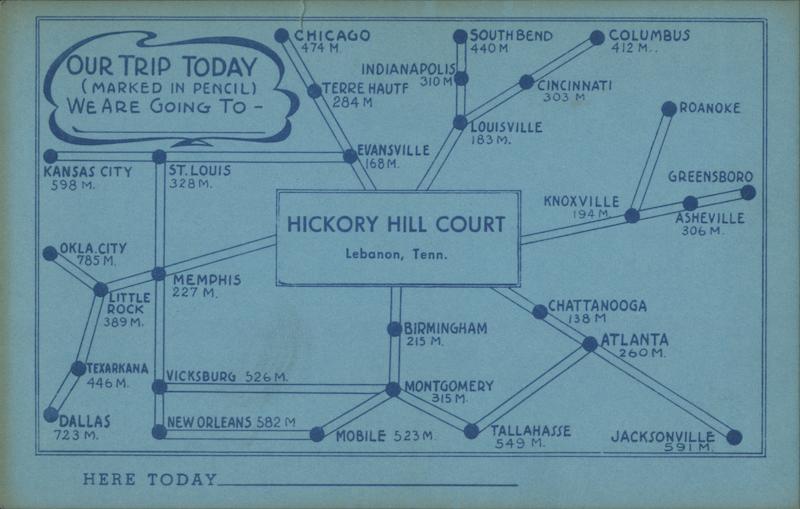 OUR TRIP TODAY
(MARKED IN PENCIL)
WE ARE GOING TO -
CHICAGO
474 M.
TERRE HAUTE
284 M
EVANSVILLE
168 M.
SOUTH BEND
440 M
INDIANAPOLIS
310 M
COLUMBUS
412 M..
CINCINNATI
303 M
LOUISVILLE
183 M.
ROANOKE
GREENSBORO
KNOXVILLE
194 M.
ASHEVILLE
306 M.
KANSAS CITY
598 M.
ST. LOUIS
328 M.
HICKORY HILL COURT
Lebanon, Tenn.
OKLA. CITY
785 M.
MEMPHIS
227 M.
LITTLE
ROCK
389 M.
CHATTANOOGA
138 M
BIRMINGHAM
215 M.
ATLANTA
260 M.
TEXARKANA
446 M.
VICKSBURG 526 M.
MONTGOMERY
315 M.
DALLAS
723 M.
NEW ORLEANS 582 M
MOBILE 523 M.
TALLAHASSE
549 M.
JACKSONVILLE
591 M.
HERE TODAY